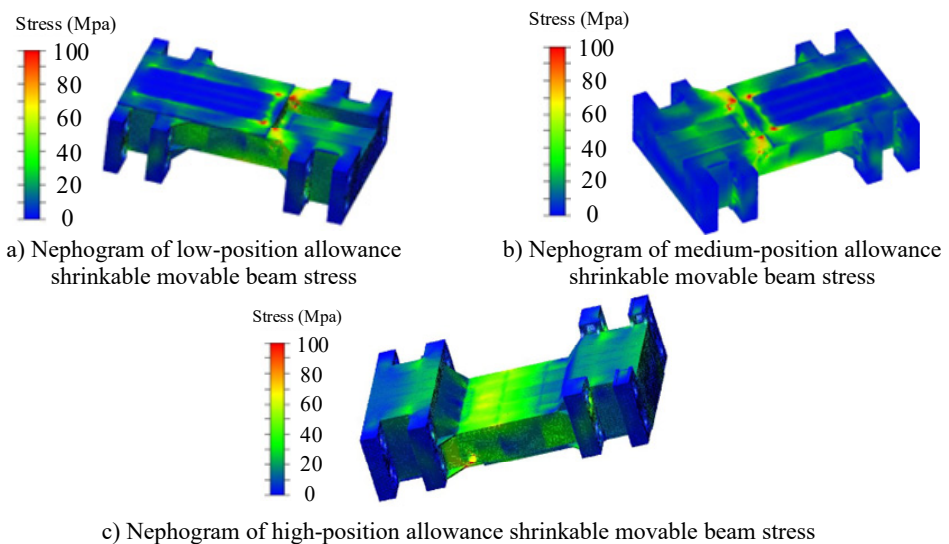 Stress (Mpa)
100
80
60
40
20
0
a) Nephogram of low-position allowance
shrinkable movable beam stress
Stress (Mpa)
100
80
60
40
20
0
b) Nephogram of medium-position allowance
shrinkable movable beam stress
Stress (Mpa)
100
80
60
40
20
0
c) Nephogram of high-position allowance shrinkable movable beam stress